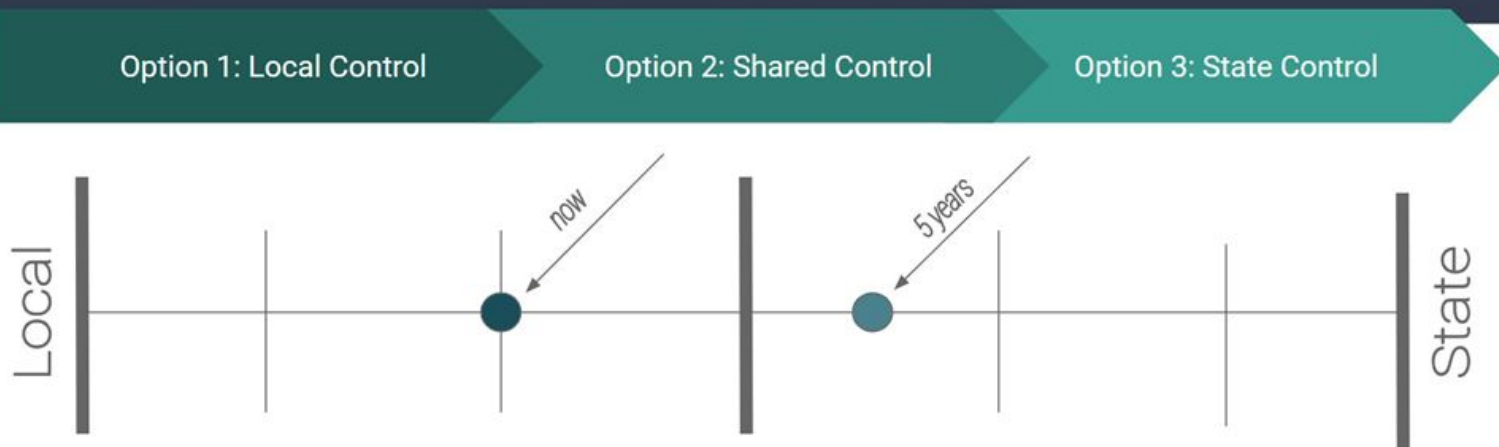 Option 1: Local Control
Option 2: Shared Control
Option 3: State Control
now
5 years
Local
State